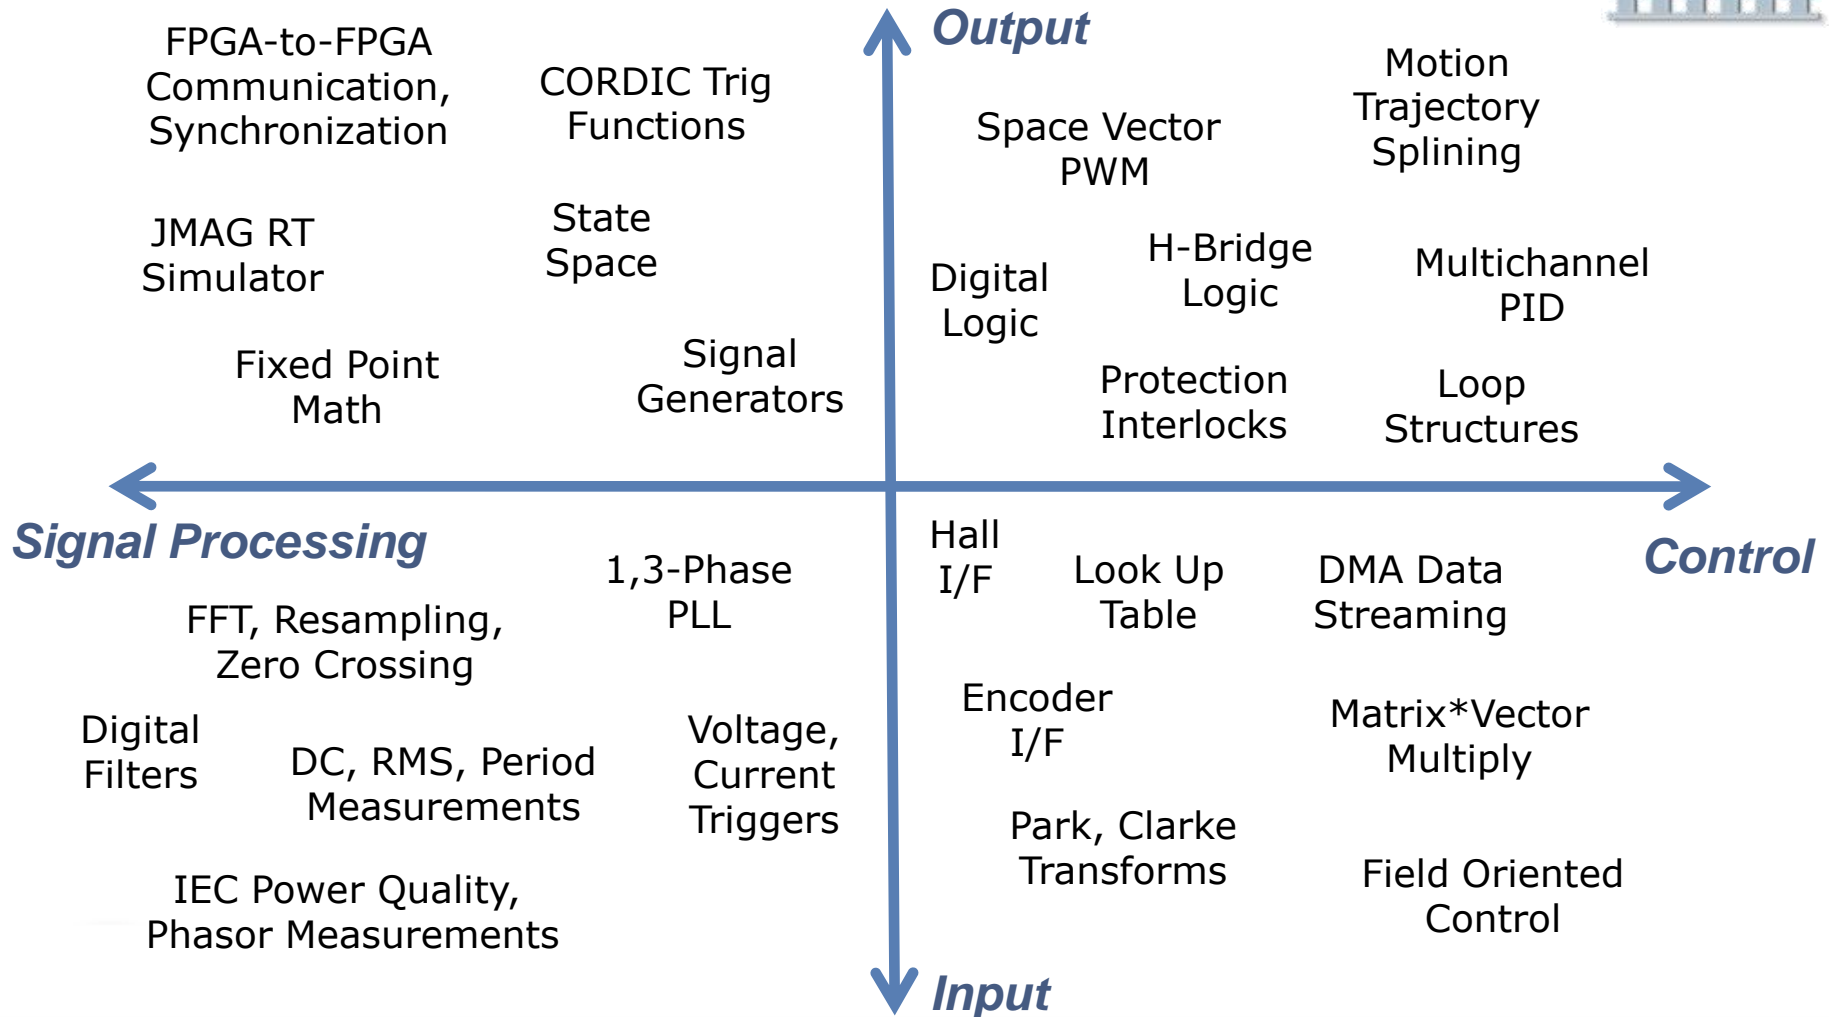 Output
FPGA-to-FPGA
Communication,
Synchronization
CORDIC Trig
Functions
Space Vector
PWM
Motion
Trajectory
Splining
JMAG RT
Simulator
State
Space
Digital
Logic
H-Bridge
Logic
Multichannel
PID
Fixed Point
Math
Signal
Generators
Protection
Interlocks
Loop
Structures
Signal Processing
Control
1,3-Phase
PLL
Hall
I/F
Look Up
Table
DMA Data
Streaming
FFT, Resampling,
Zero Crossing
Digital
Filters
DC, RMS, Period
Measurements
Voltage,
Current
Triggers
Encoder
I/F
Matrix*Vector
Multiply
Park, Clarke
Transforms
Field Oriented
Control
IEC Power Quality,
Phasor Measurements
Input